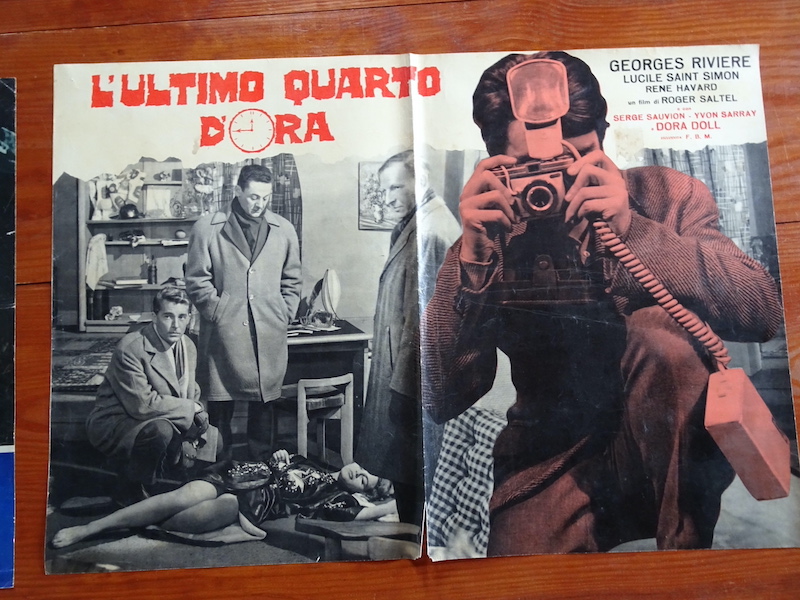 L'ULTIMO QUARTO
D'ORA
GEORGES RIVIERE
LUCILE SAINT SIMON
RENE HAVARD
un film di ROGER SALTEL
e con
SERGE SAUVION - YVON SARRAY
e DORA DOLL
F. B. M.